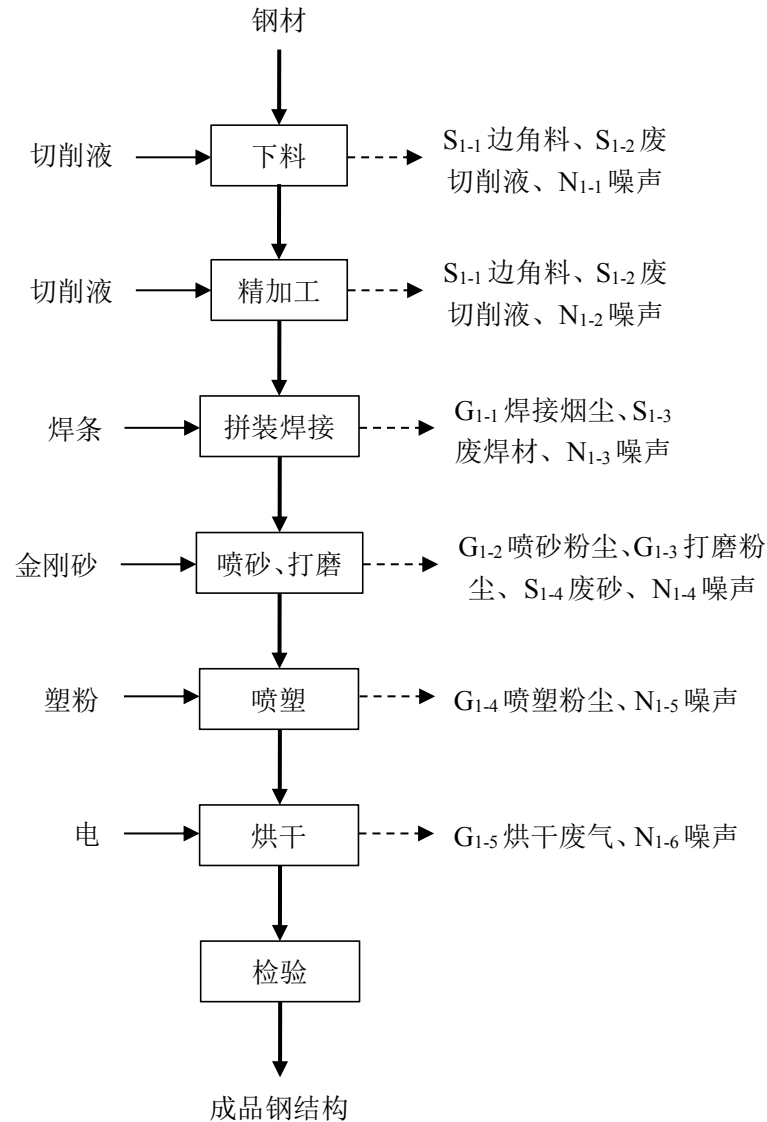 钢材
切削液
下料
S₁₋₁边角料、S₁₋₂废
切削液、N₁₋₁噪声
切削液
精加工
S₁₋₁边角料、S₁₋₂废
切削液、N₁₋₂噪声
焊条
拼装焊接
G₁₋₁焊接烟尘、S₁₋₃
废焊材、N₁₋₃噪声
金刚砂
喷砂、打磨
G₁₋₂喷砂粉尘、G₁₋₃打磨粉
尘、S₁₋₄废砂、N₁₋₄噪声
塑粉
喷塑
G₁₋₄喷塑粉尘、N₁₋₅噪声
电
烘干
G₁₋₅烘干废气、N₁₋₆噪声
检验
成品钢结构